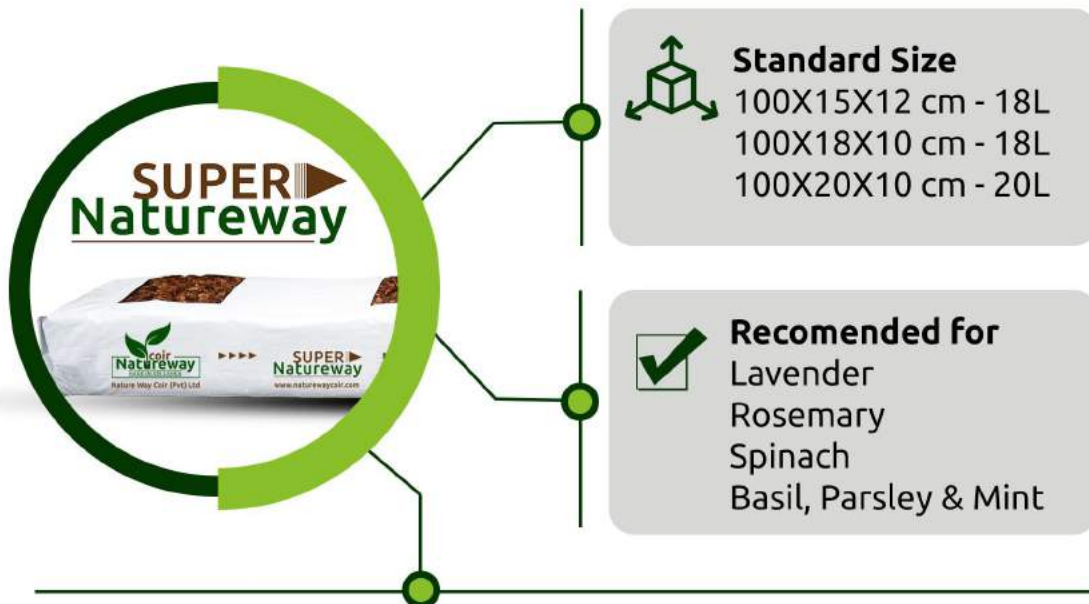 SUPER
Natureway
coir
Natureway
Nature Way Coir (Pvt) Ltd
SUPER
Natureway
www.naturewaycoir.com
Standard Size
100X15X12 cm - 18L
100X18X10 cm - 18L
100X20X10 cm - 20L
Recomended for
Lavender
Rosemary
Spinach
Basil, Parsley & Mint